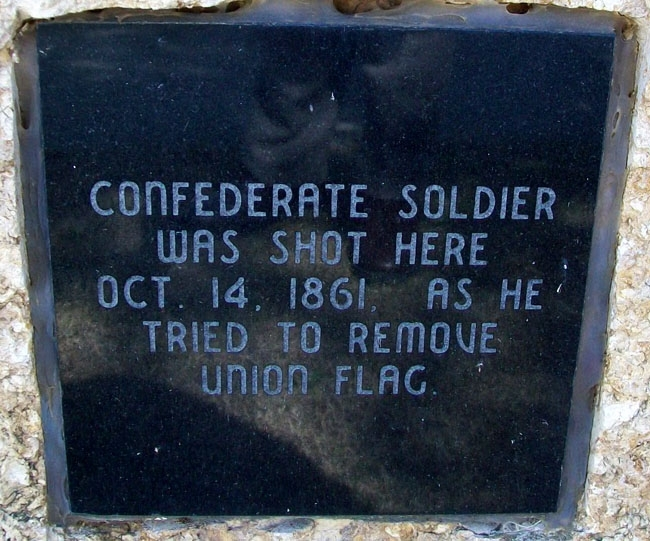 CONFEDERATE SOLDIER
WAS SHOT HERE
OCT. 14, 1861, AS HE
TRIED TO REMOVE
UNION FLAG.